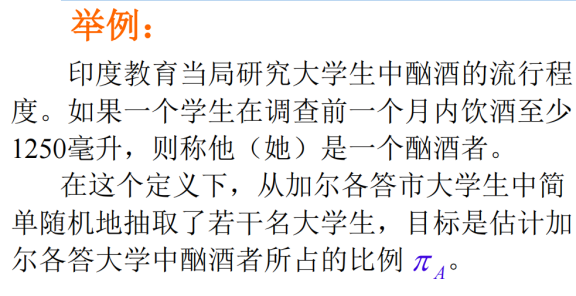 举例：
印度教育当局研究大学生中酗酒的流行程
度。如果一个学生在调查前一个月内饮酒至少
1250毫升，则称他（她）是一个酗酒者。
在这个定义下，从加尔各答市大学生中简
单随机地抽取了若干名大学生，目标是估计加
尔各答大学中酗酒者所占的比例 π_A。